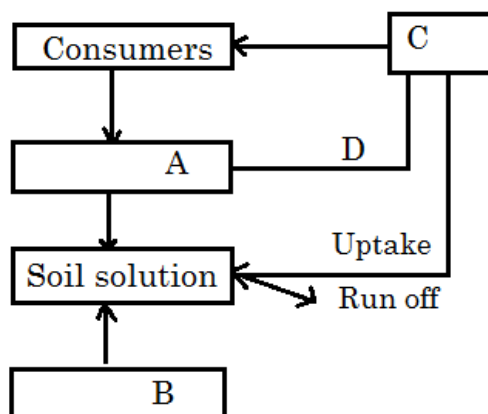 C
Consumers
D
A
Uptake
Soil solution
Run off
B